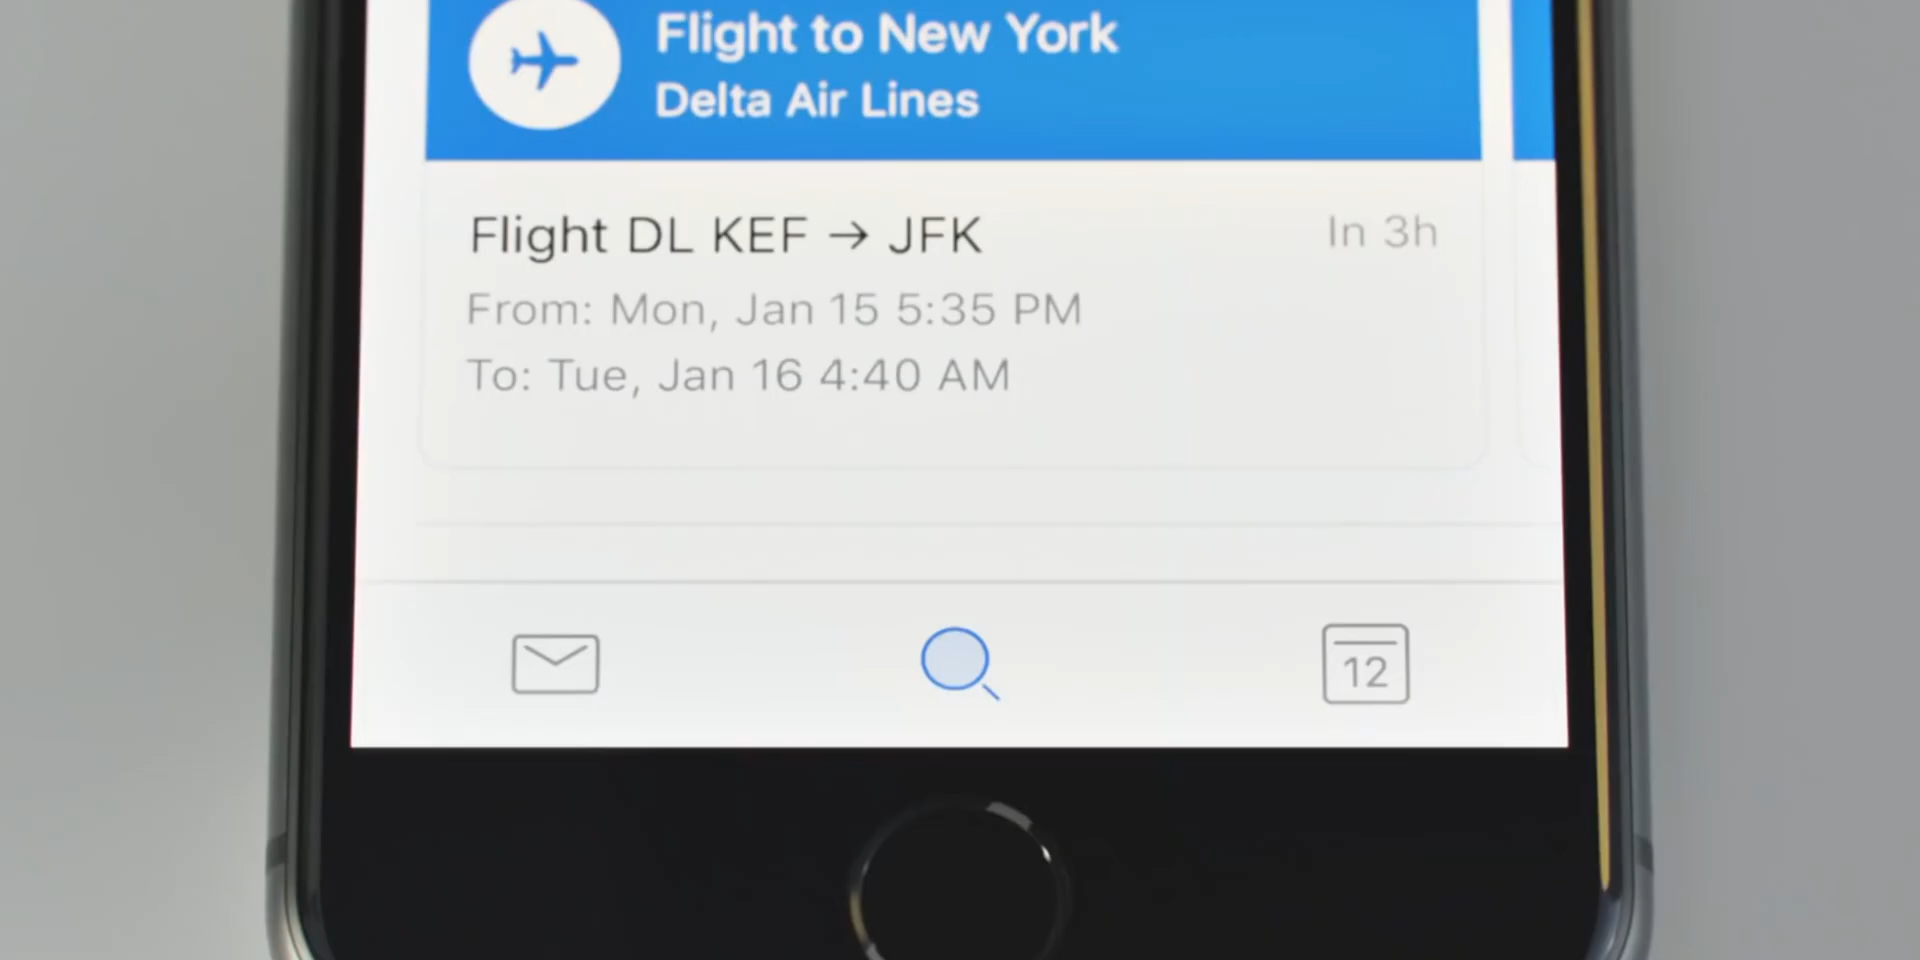 Flight to New York
Delta Air Lines
Flight DL KEF → JFK
In 3h
From: Mon, Jan 15 5:35 PM
To: Tue, Jan 16 4:40 AM
12